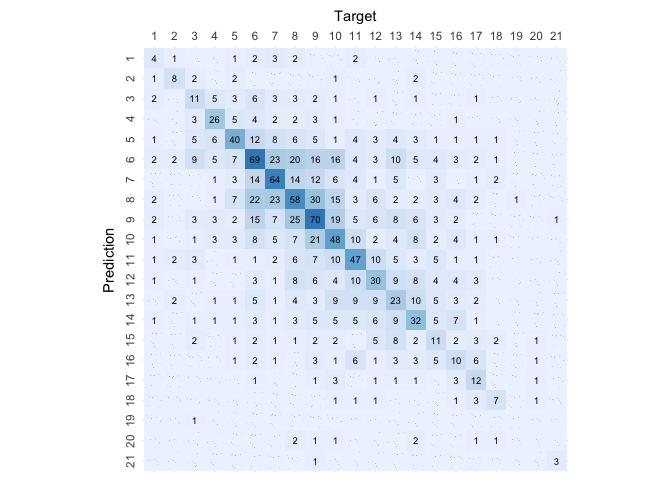 Target
1 2 3 4 5 6 7 8 9 10 11 12 13 14 15 16 17 18 19 20 21
Prediction
1 4 1 1 2 3 2 2
2 1 8 2 2 1 2
3 2 11 5 3 6 3 3 2 1 1 1 1
4 3 26 5 4 2 2 3 1 1
5 1 5 6 40 12 8 6 5 1 4 3 4 3 1 1 1 1
6 2 2 9 5 7 69 23 20 16 16 4 3 10 5 4 3 2 1
7 1 3 14 64 14 12 6 4 1 5 3 1 2
8 2 1 5 7 22 23 58 30 15 3 6 2 2 3 4 2 1
9 2 3 3 2 15 7 25 70 19 5 6 8 6 3 2 1
10 1 1 3 3 8 5 7 21 48 10 2 4 8 2 4 1 1
11 1 2 3 1 1 2 6 7 10 47 10 5 3 5 1 1
12 1 1 3 1 8 6 4 10 30 9 8 4 4 3
13 2 1 1 5 1 4 3 9 9 9 23 10 5 3 2
14 1 1 1 1 3 1 3 5 5 5 6 9 32 5 7 1
15 2 1 2 1 1 2 2 5 8 2 11 2 3 2 1
16 1 2 1 3 1 6 1 3 3 5 10 6 1
17 1 1 3 1 1 1 3 12 1
18 1 1 1 1 3 7 1
19 1
20 2 1 1 2 1 1
21 1 3